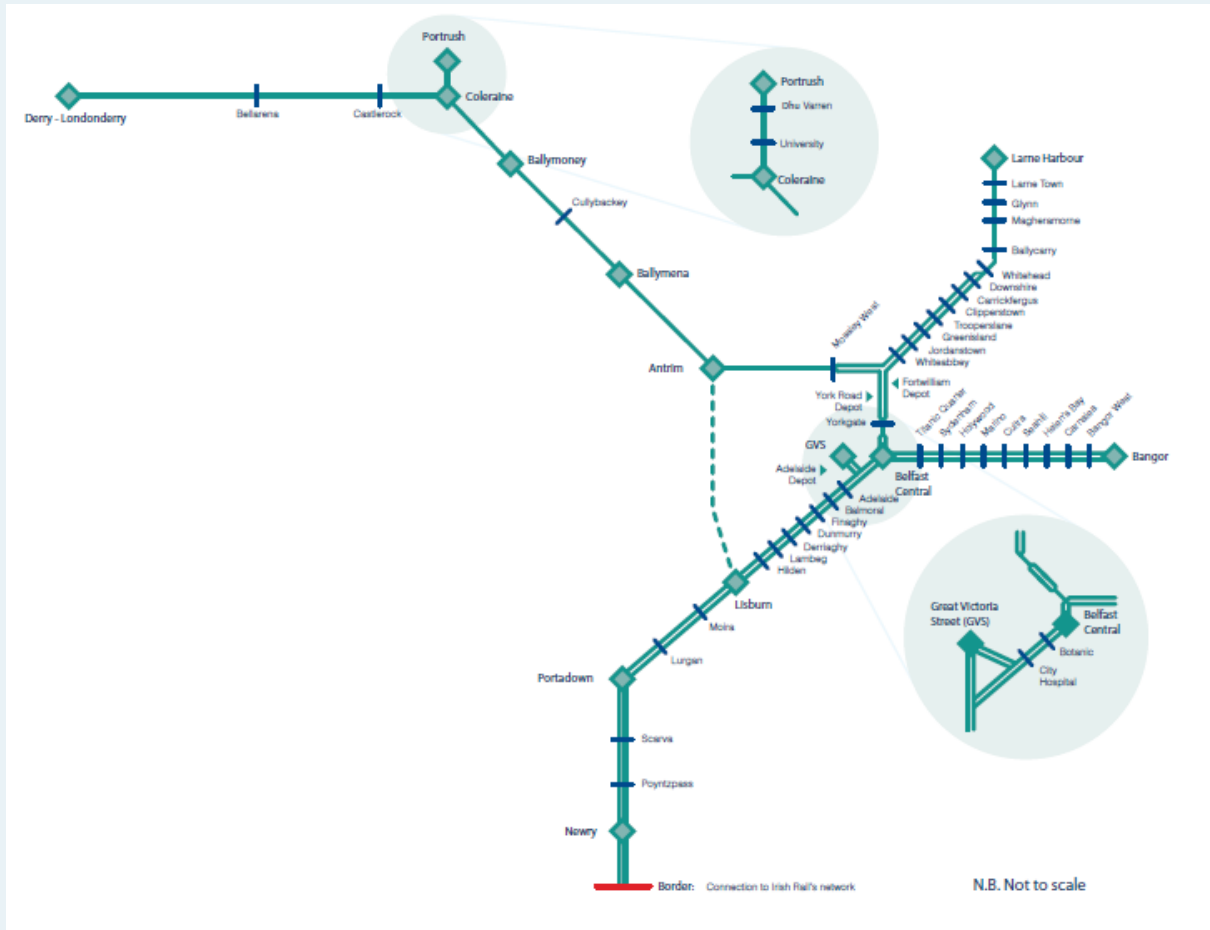 Portrush
Derry - Londonderry
Bellarena
Castlerock
Coleraine
Ballymoney
Cullybackey
Ballymena
Antrim
Portrush
Dhu Varren
University
Coleraine
Larne Harbour
Larne Town
Glynn
Magheramorne
Ballycarry
Whitehead
Downshire
Carrickfergus
Clipperstown
Trooperslane
Greenisland
Jordanstown
Whiteabbey
Mossley West
Fortwilliam
Depot
York Road
Depot
Yorkgate
Titanic Quarter
Sydenham
Holywood
Marino
Cultra
Seahill
Helen's Bay
Carnalea
Bangor West
Bangor
GVS
Adelaide
Depot
Belfast
Central
Adelaide
Balmoral
Finaghy
Dunmurry
Derriaghy
Lambeg
Hilden
Lisburn
Moira
Lurgan
Portadown
Scarva
Poyntzpass
Newry
Border: Connection to Irish Rail's network
Great Victoria
Street (GVS)
Belfast
Central
Botanic
City
Hospital
N.B. Not to scale